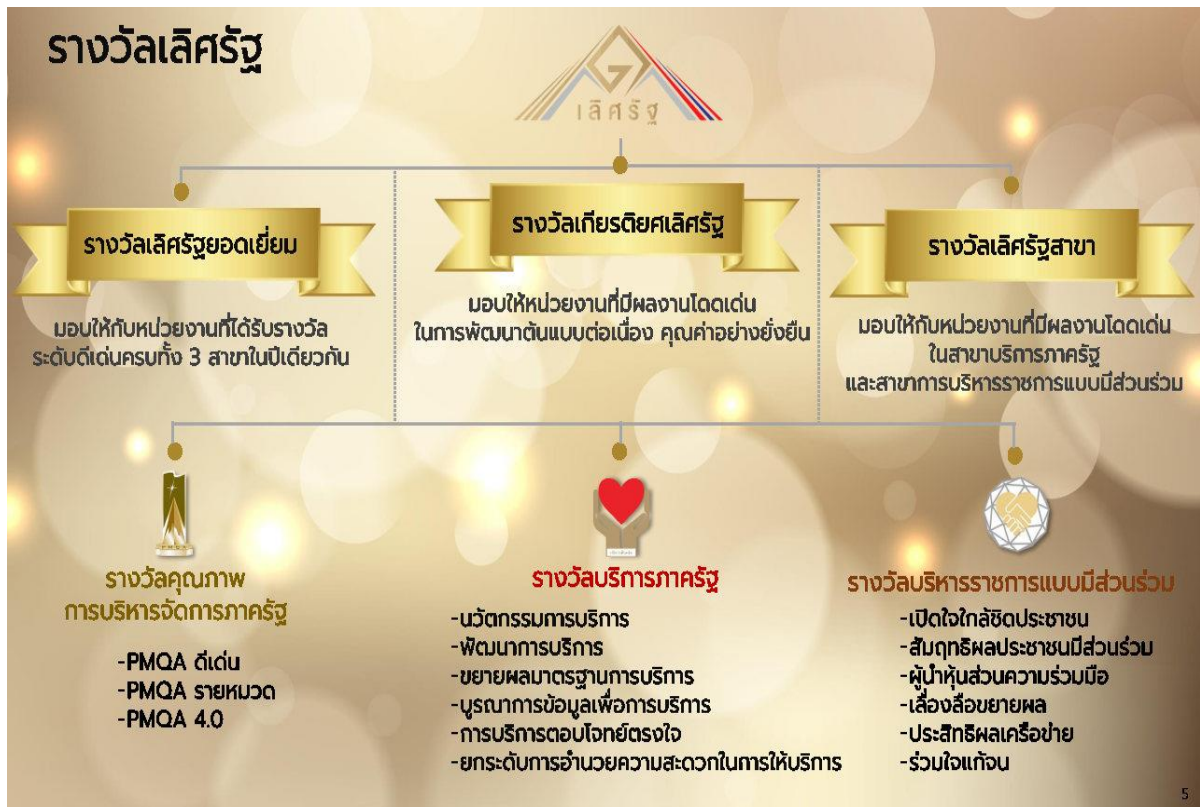 รางวัลเลิศรัฐ
เลิศรัฐ
รางวัลเลิศรัฐยอดเยี่ยม
มอบให้กับหน่วยงานที่ได้รับรางวัล
ระดับดีเด่นครบทั้ง 3 สาขาในปีเดียวกัน
รางวัลเกียรติยศเลิศรัฐ
มอบให้หน่วยงานที่มีผลงานโดดเด่น
ในการพัฒนาต้นแบบต่อเนื่อง คุณค่าอย่างยั่งยืน
รางวัลเลิศรัฐสาขา
มอบให้กับหน่วยงานที่มีผลงานโดดเด่น
ในสาขาบริการภาครัฐ
และสาขาการบริหารราชการแบบมีส่วนร่วม
รางวัลคุณภาพ
การบริหารจัดการภาครัฐ
-PMQA ดีเด่น
-PMQA รายหมวด
-PMQA 4.0
รางวัลบริการภาครัฐ
-นวัตกรรมการบริการ
-พัฒนาการบริการ
-ขยายผลมาตรฐานการบริการ
-บูรณาการข้อมูลเพื่อการบริการ
-การบริการตอบโจทย์ตรงใจ
-ยกระดับการอำนวยความสะดวกในการให้บริการ
รางวัลบริหารราชการแบบมีส่วนร่วม
-เปิดใจใกล้ชิดประชาชน
-สัมฤทธิผลประชาชนมีส่วนร่วม
-ผู้นำหุ้นส่วนความร่วมมือ
-เลื่องลือขยายผล
-ประสิทธิผลเครือข่าย
-ร่วมใจแก้จน
5